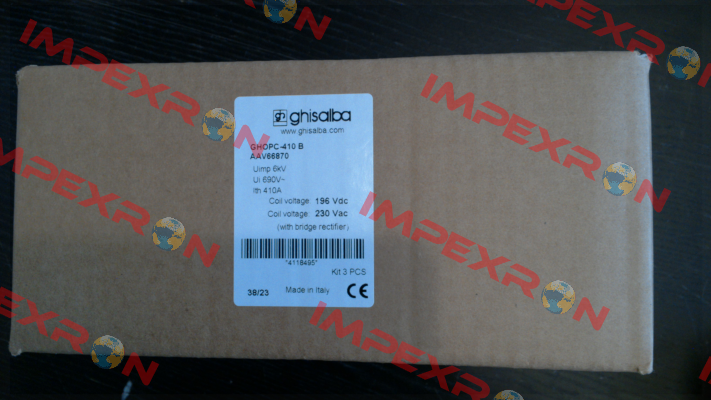 ghisalba
www.ghisalba.com
GHOPC-410 B
AAV66870
Uimp 6kV
Ui 690V~
Ith 410A
Coil voltage: 196 Vdc
Coil voltage: 230 Vac
(with bridge rectifier)
*4118495*
Kit 3 PCS
38/23 Made in Italy CE
IMPEXRON
IMPEXRON
IMPEXRON
IMPEXRON
IMPEXRON
IMPEXRON